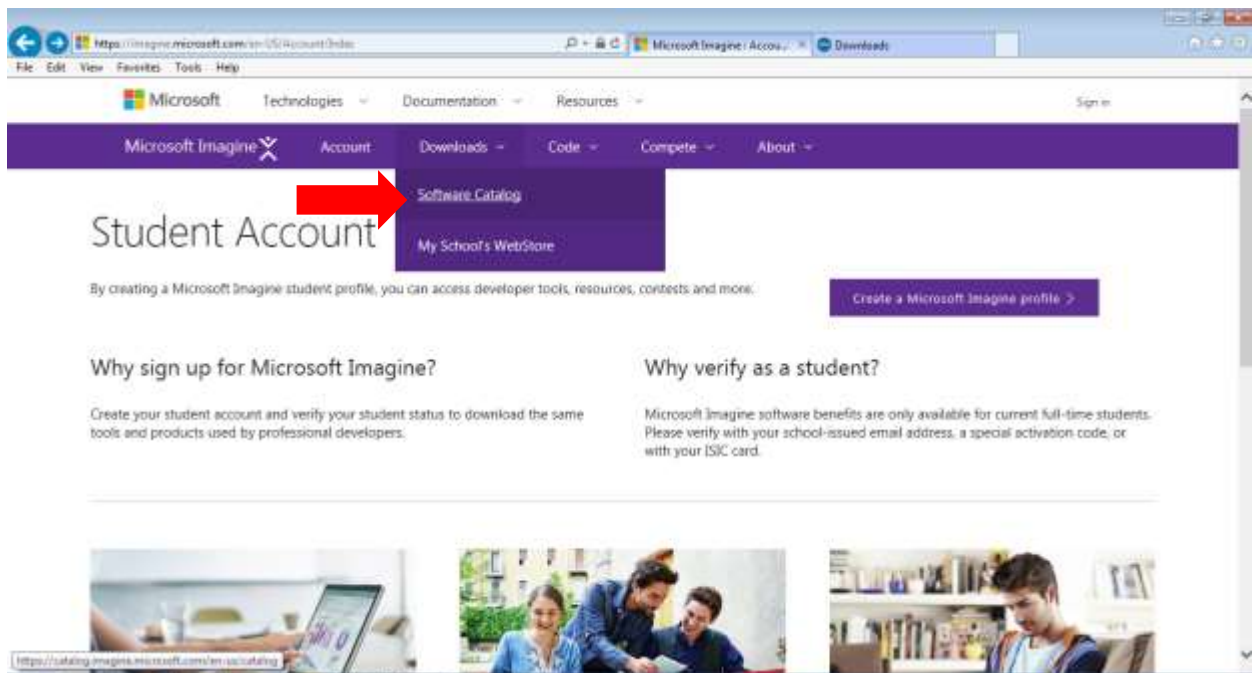 https://imagine.microsoft.com/en-US/Account/Index
Microsoft Imagine: Accou...
Downloads
File Edit View Favorites Tools Help
Microsoft Technologies Documentation Resources Sign in
Microsoft Imagine Account Downloads Code Compete About
Software Catalog
My School's WebStore
Student Account
By creating a Microsoft Imagine student profile, you can access developer tools, resources, contests and more.
Create a Microsoft Imagine profile >
Why sign up for Microsoft Imagine?
Create your student account and verify your student status to download the same
tools and products used by professional developers.
Why verify as a student?
Microsoft Imagine software benefits are only available for current full-time students.
Please verify with your school-issued email address, a special activation code, or
with your ISIC card.
https://catalog.imagine.microsoft.com/en-us/catalog